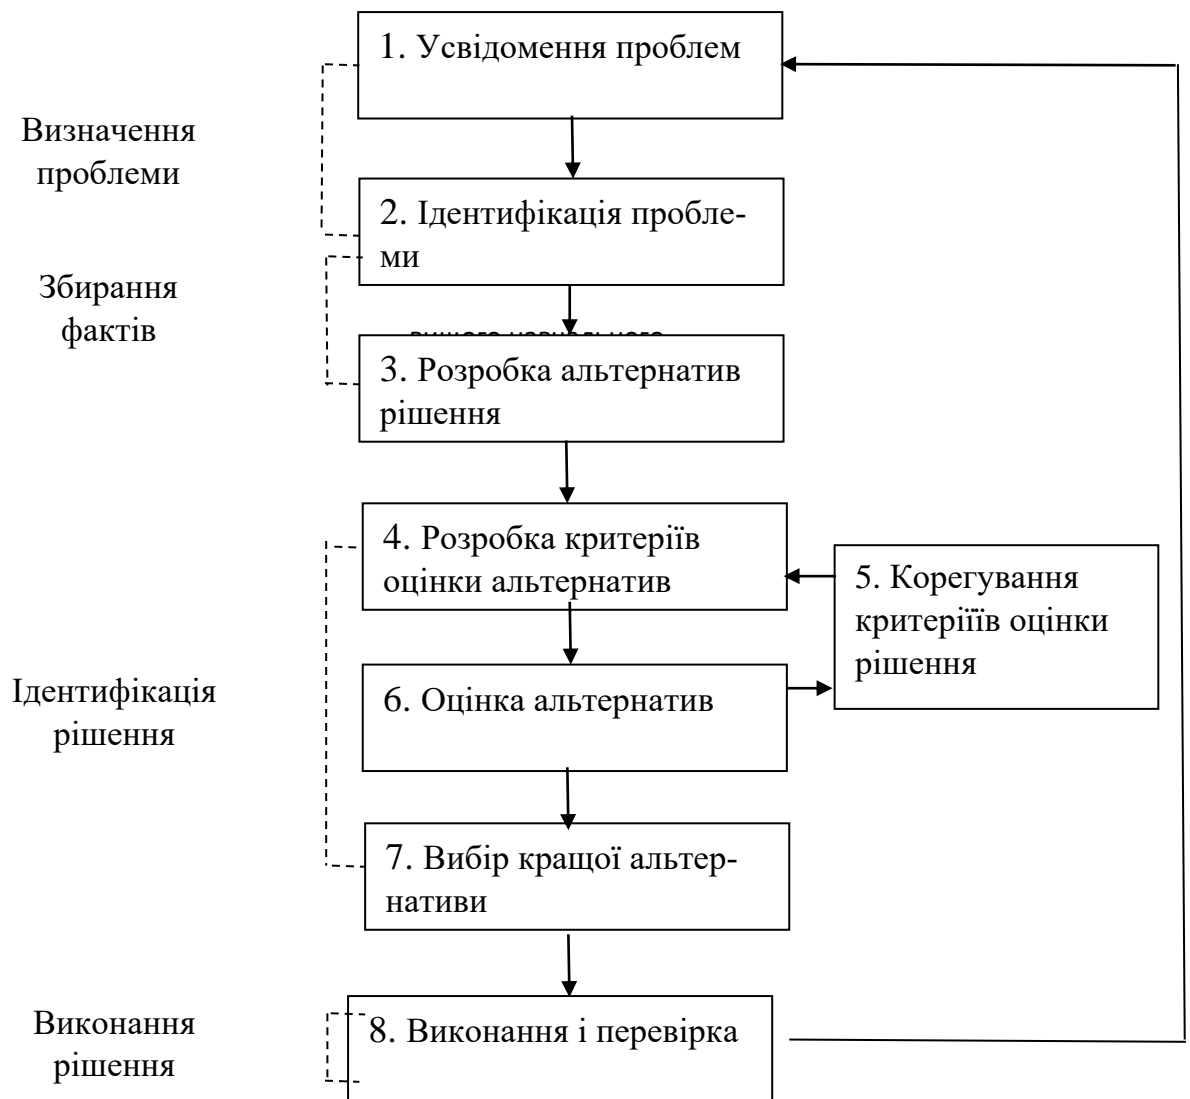 1. Усвідомення проблем
Визначення
проблеми
2. Ідентифікація пробле-
ми
Збирання
фактів
3. Розробка альтернатив
рішення
4. Розробка критеріїв
оцінки альтернатив
5. Корегування
критеріїїв оцінки
рішення
6. Оцінка альтернатив
Ідентифікація
рішення
7. Вибір кращої альтер-
нативи
Виконання
рішення
8. Виконання і перевірка